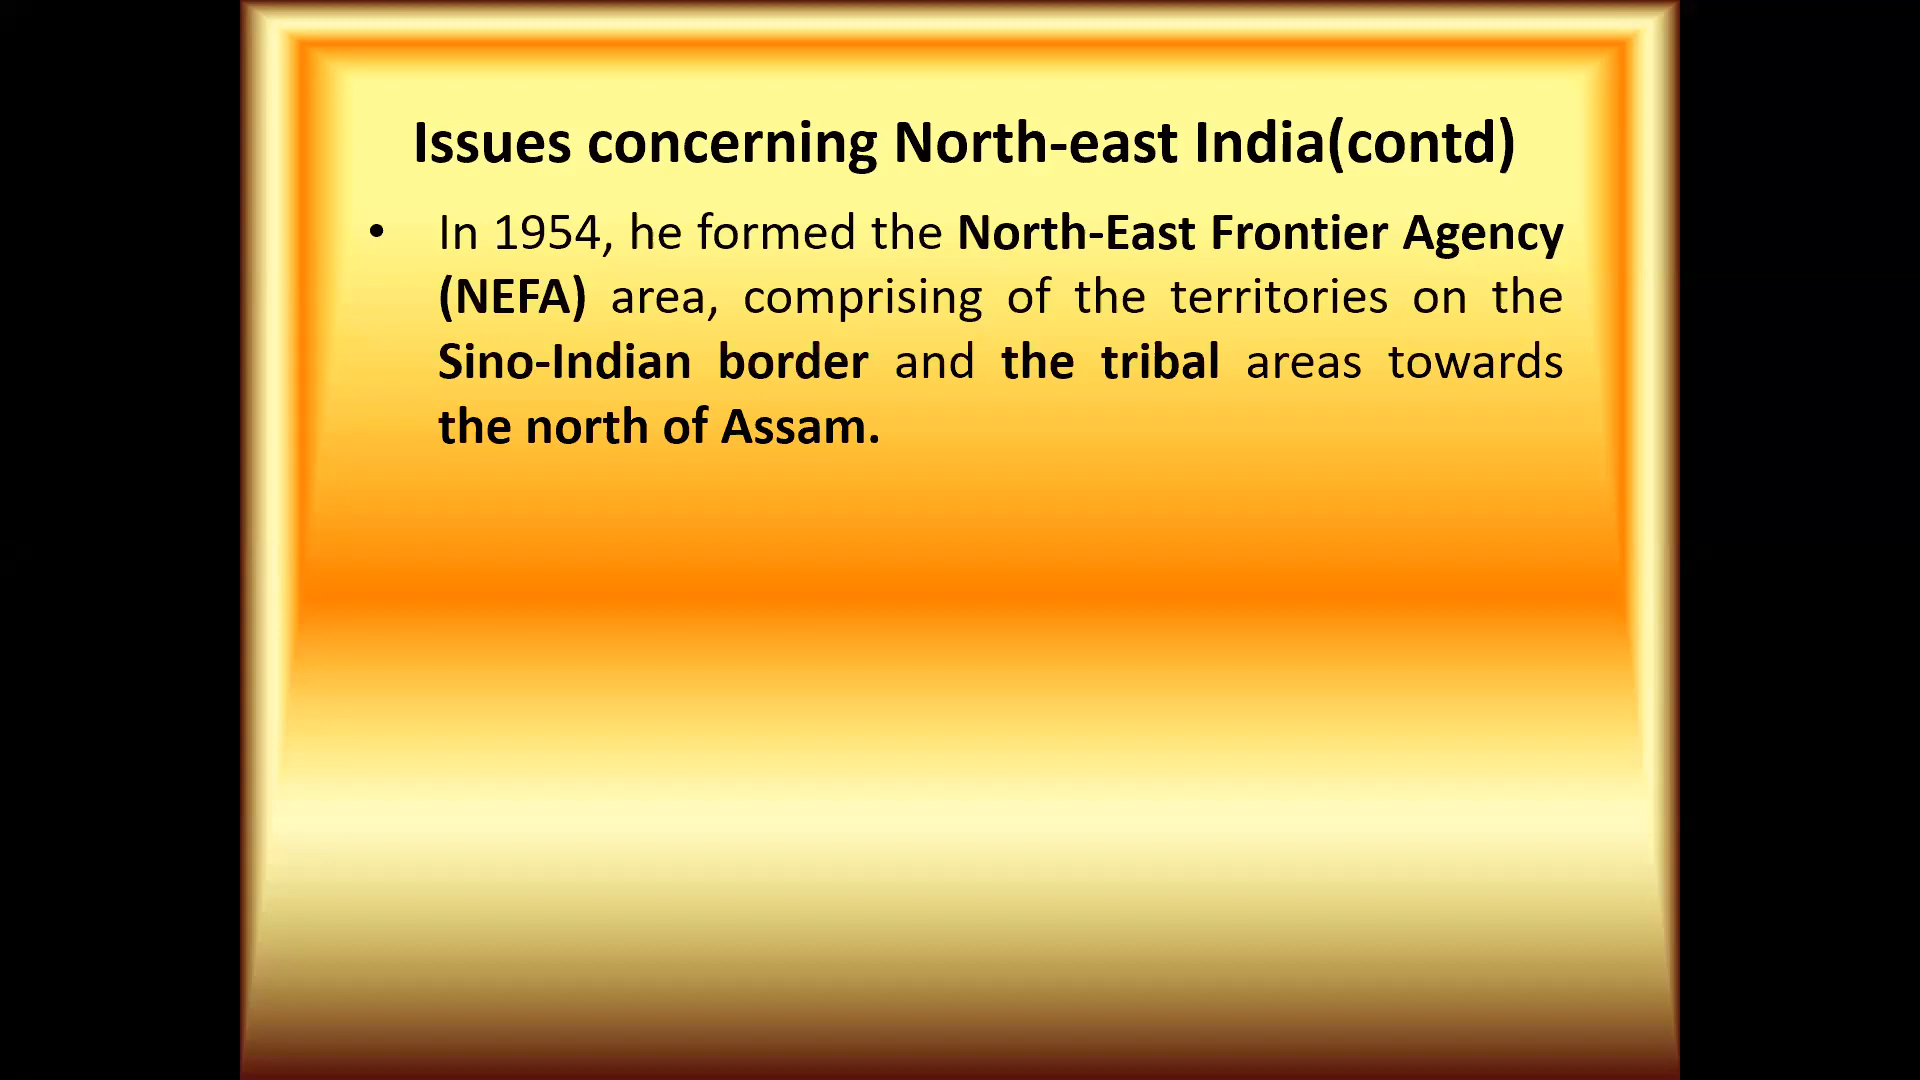 Issues concerning North-east India(contd)
• In 1954, he formed the North-East Frontier Agency
(NEFA) area, comprising of the territories on the
Sino-Indian border and the tribal areas towards
the north of Assam.